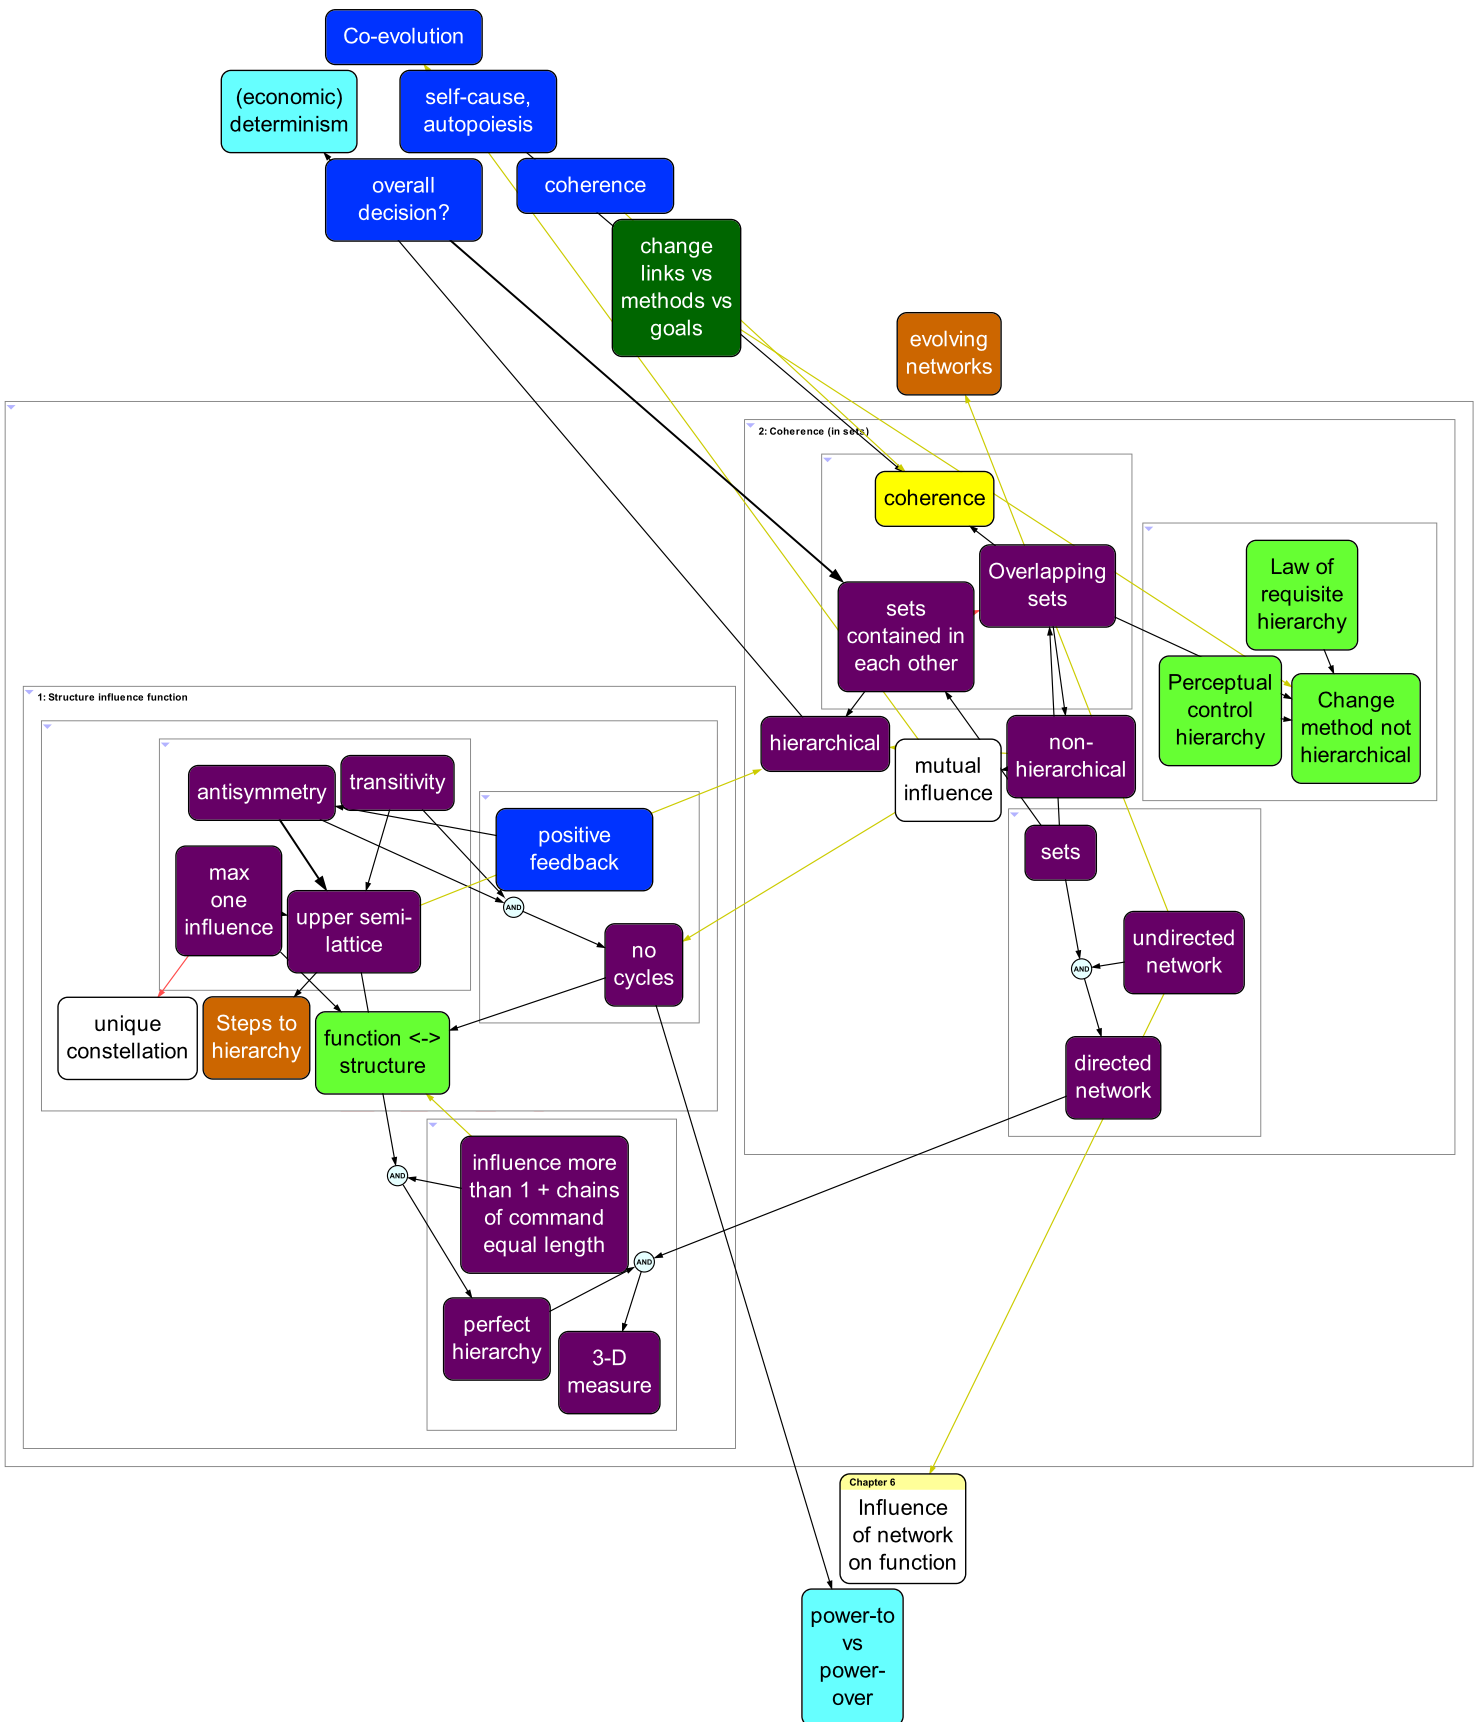 Co-evolution
(economic)
determinism
self-cause,
autopoiesis
overall
decision?
coherence
change
links vs
methods vs
goals
evolving
networks
2: Coherence (in sets)
coherence
Overlapping
sets
sets
contained in
each other
Law of
requisite
hierarchy
Perceptual
control
hierarchy
Change
method not
hierarchical
1: Structure influence function
hierarchical
mutual
influence
non-
hierarchical
antisymmetry
transitivity
positive
feedback
sets
max
one
influence
upper semi-
lattice
AND
no
cycles
undirected
network
AND
unique
constellation
Steps to
hierarchy
function <->
structure
directed
network
AND
influence more
than 1 + chains
of command
equal length
AND
perfect
hierarchy
3-D
measure
Chapter 6
Influence
of network
on function
power-to
vs
power-
over